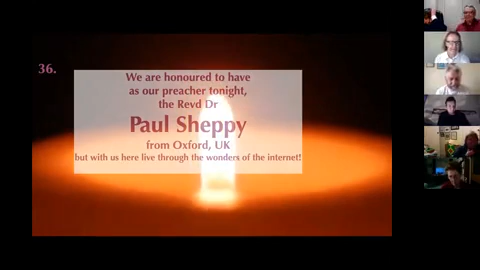 36.
We are honoured to have
as our preacher tonight,
the Revd Dr
Paul Sheppy
from Oxford, UK
but with us here live through the wonders of the internet!